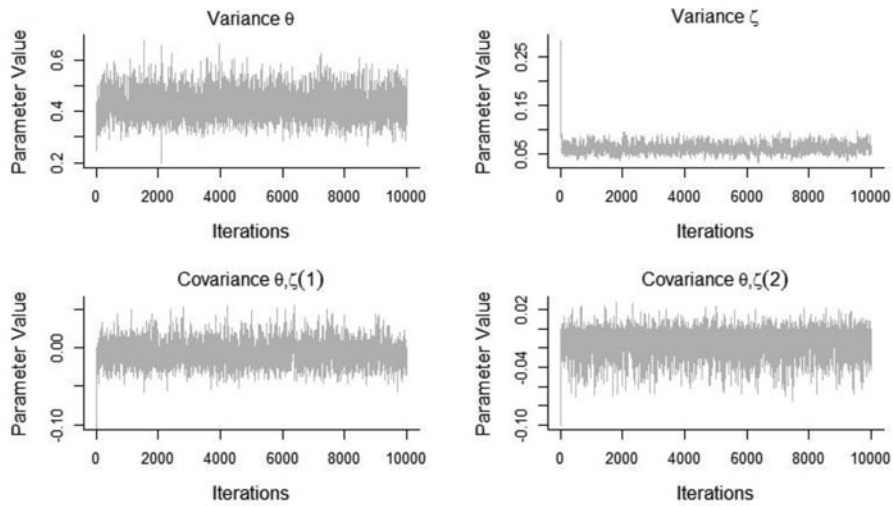 Variance θ
Parameter Value
0.2 0.4 0.6
0 2000 4000 6000 8000 10000
Iterations
Variance ζ
Parameter Value
0.05 0.15 0.25
0 2000 4000 6000 8000 10000
Iterations
Covariance θ,ζ(1)
Parameter Value
-0.10 0.00
0 2000 4000 6000 8000 10000
Iterations
Covariance θ,ζ(2)
Parameter Value
-0.10 -0.04 0.02
0 2000 4000 6000 8000 10000
Iterations